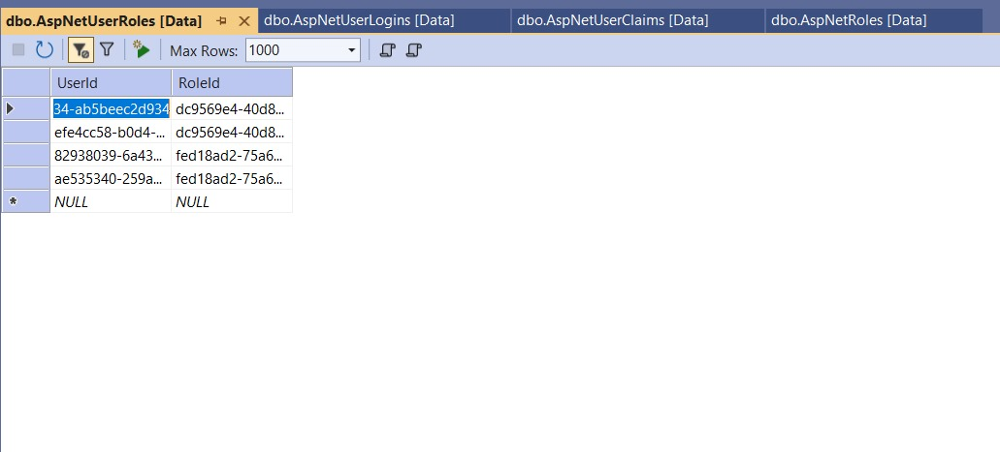 dbo.AspNetUserRoles [Data] dbo.AspNetUserLogins [Data] dbo.AspNetUserClaims [Data] dbo.AspNetRoles [Data]
Max Rows: 1000
UserId RoleId
34-ab5beec2d934 dc9569e4-40d8...
efe4cc58-b0d4-... dc9569e4-40d8...
82938039-6a43... fed18ad2-75a6...
ae535340-259a... fed18ad2-75a6...
NULL NULL